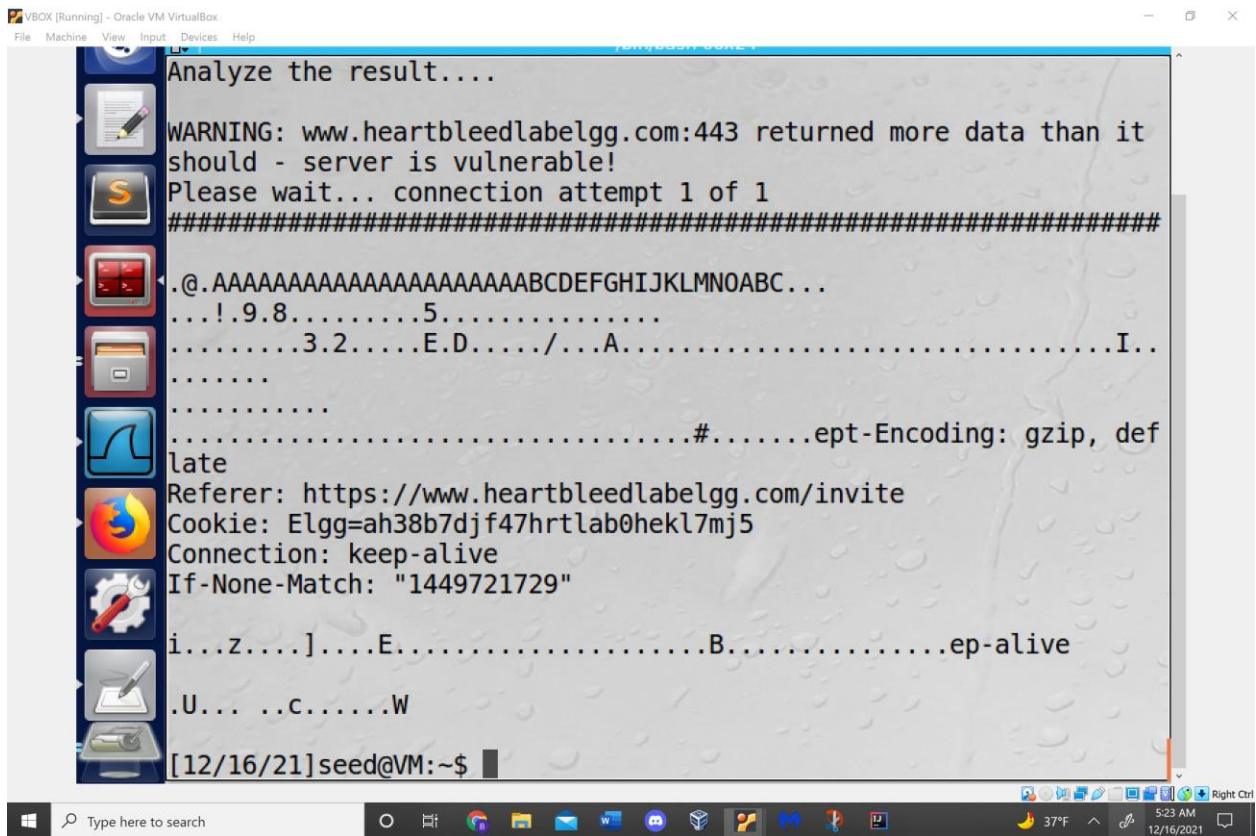 VBOX [Running] - Oracle VM VirtualBox
File Machine View Input Devices Help
Analyze the result....
WARNING: www.heartbleedlabelgg.com:443 returned more data than it
should - server is vulnerable!
Please wait... connection attempt 1 of 1
##################################################################
.@.AAAAAAAAAAAAAAAAAAAAABCDEFGHIJKLMNOABC...
...!.9.8.........5...............
.........3.2.....E.D...../...A.................................I..
.......
...........
...................................#.......ept-Encoding: gzip, def
late
Referer: https://www.heartbleedlabelgg.com/invite
Cookie: Elgg=ah38b7djf47hrtlab0hekl7mj5
Connection: keep-alive
If-None-Match: "1449721729"
i...z....]....E.....................B...............ep-alive
.U... ..c......W
[12/16/21]seed@VM:~$
Right Ctrl
Type here to search
37°F
5:23 AM
12/16/2021